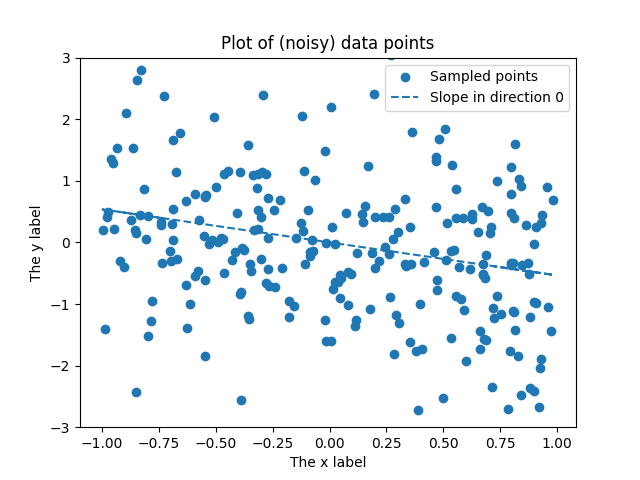 Plot of (noisy) data points
Sampled points
Slope in direction 0
3
2
1
0
−1
−2
−3
The y label
−1.00 −0.75 −0.50 −0.25 0.00 0.25 0.50 0.75 1.00
The x label